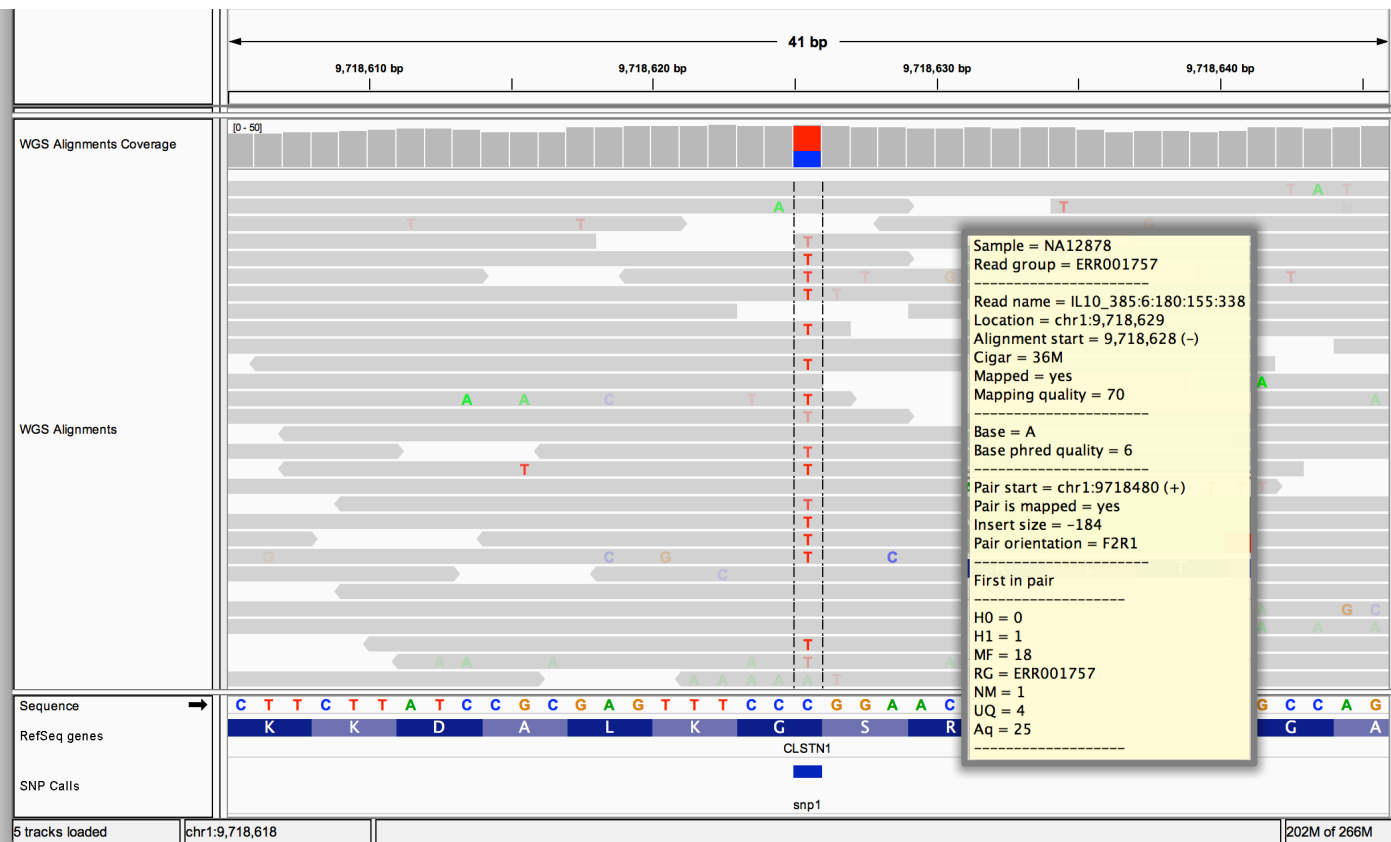 41 bp
9,718,610 bp 9,718,620 bp 9,718,630 bp 9,718,640 bp
[0 - 50]
WGS Alignments Coverage
T A T
A T N
T T G
T
T
T T G T
T T
T
T
A
A A C T T A
T
T
T T
T
T
T
G C G T C
C
G C
A A
T
A A A A T A
A A A A A T
WGS Alignments
Sample = NA12878
Read group = ERR001757
----------------------
Read name = IL10_385:6:180:155:338
Location = chr1:9,718,629
Alignment start = 9,718,628 (-)
Cigar = 36M
Mapped = yes
Mapping quality = 70
----------------------
Base = A
Base phred quality = 6
----------------------
Pair start = chr1:9718480 (+)
Pair is mapped = yes
Insert size = -184
Pair orientation = F2R1
----------------------
First in pair
-------------------
H0 = 0
H1 = 1
MF = 18
RG = ERR001757
NM = 1
UQ = 4
Aq = 25
-------------------
Sequence
C T T C T T A T C C G C G A G T T T C C C G G A A C G C C A G
RefSeq genes
K K D A L K G S R G A
CLSTN1
SNP Calls
snp1
5 tracks loaded chr1:9,718,618 202M of 266M